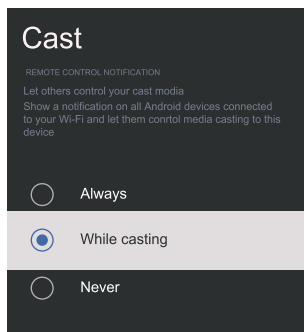 Cast
REMOTE CONTROL NOTIFICATION
Let others control your cast modia
Show a notification on all Android devices connected
to your Wi-Fi and let them conrtol media casting to this
device
Always
While casting
Never